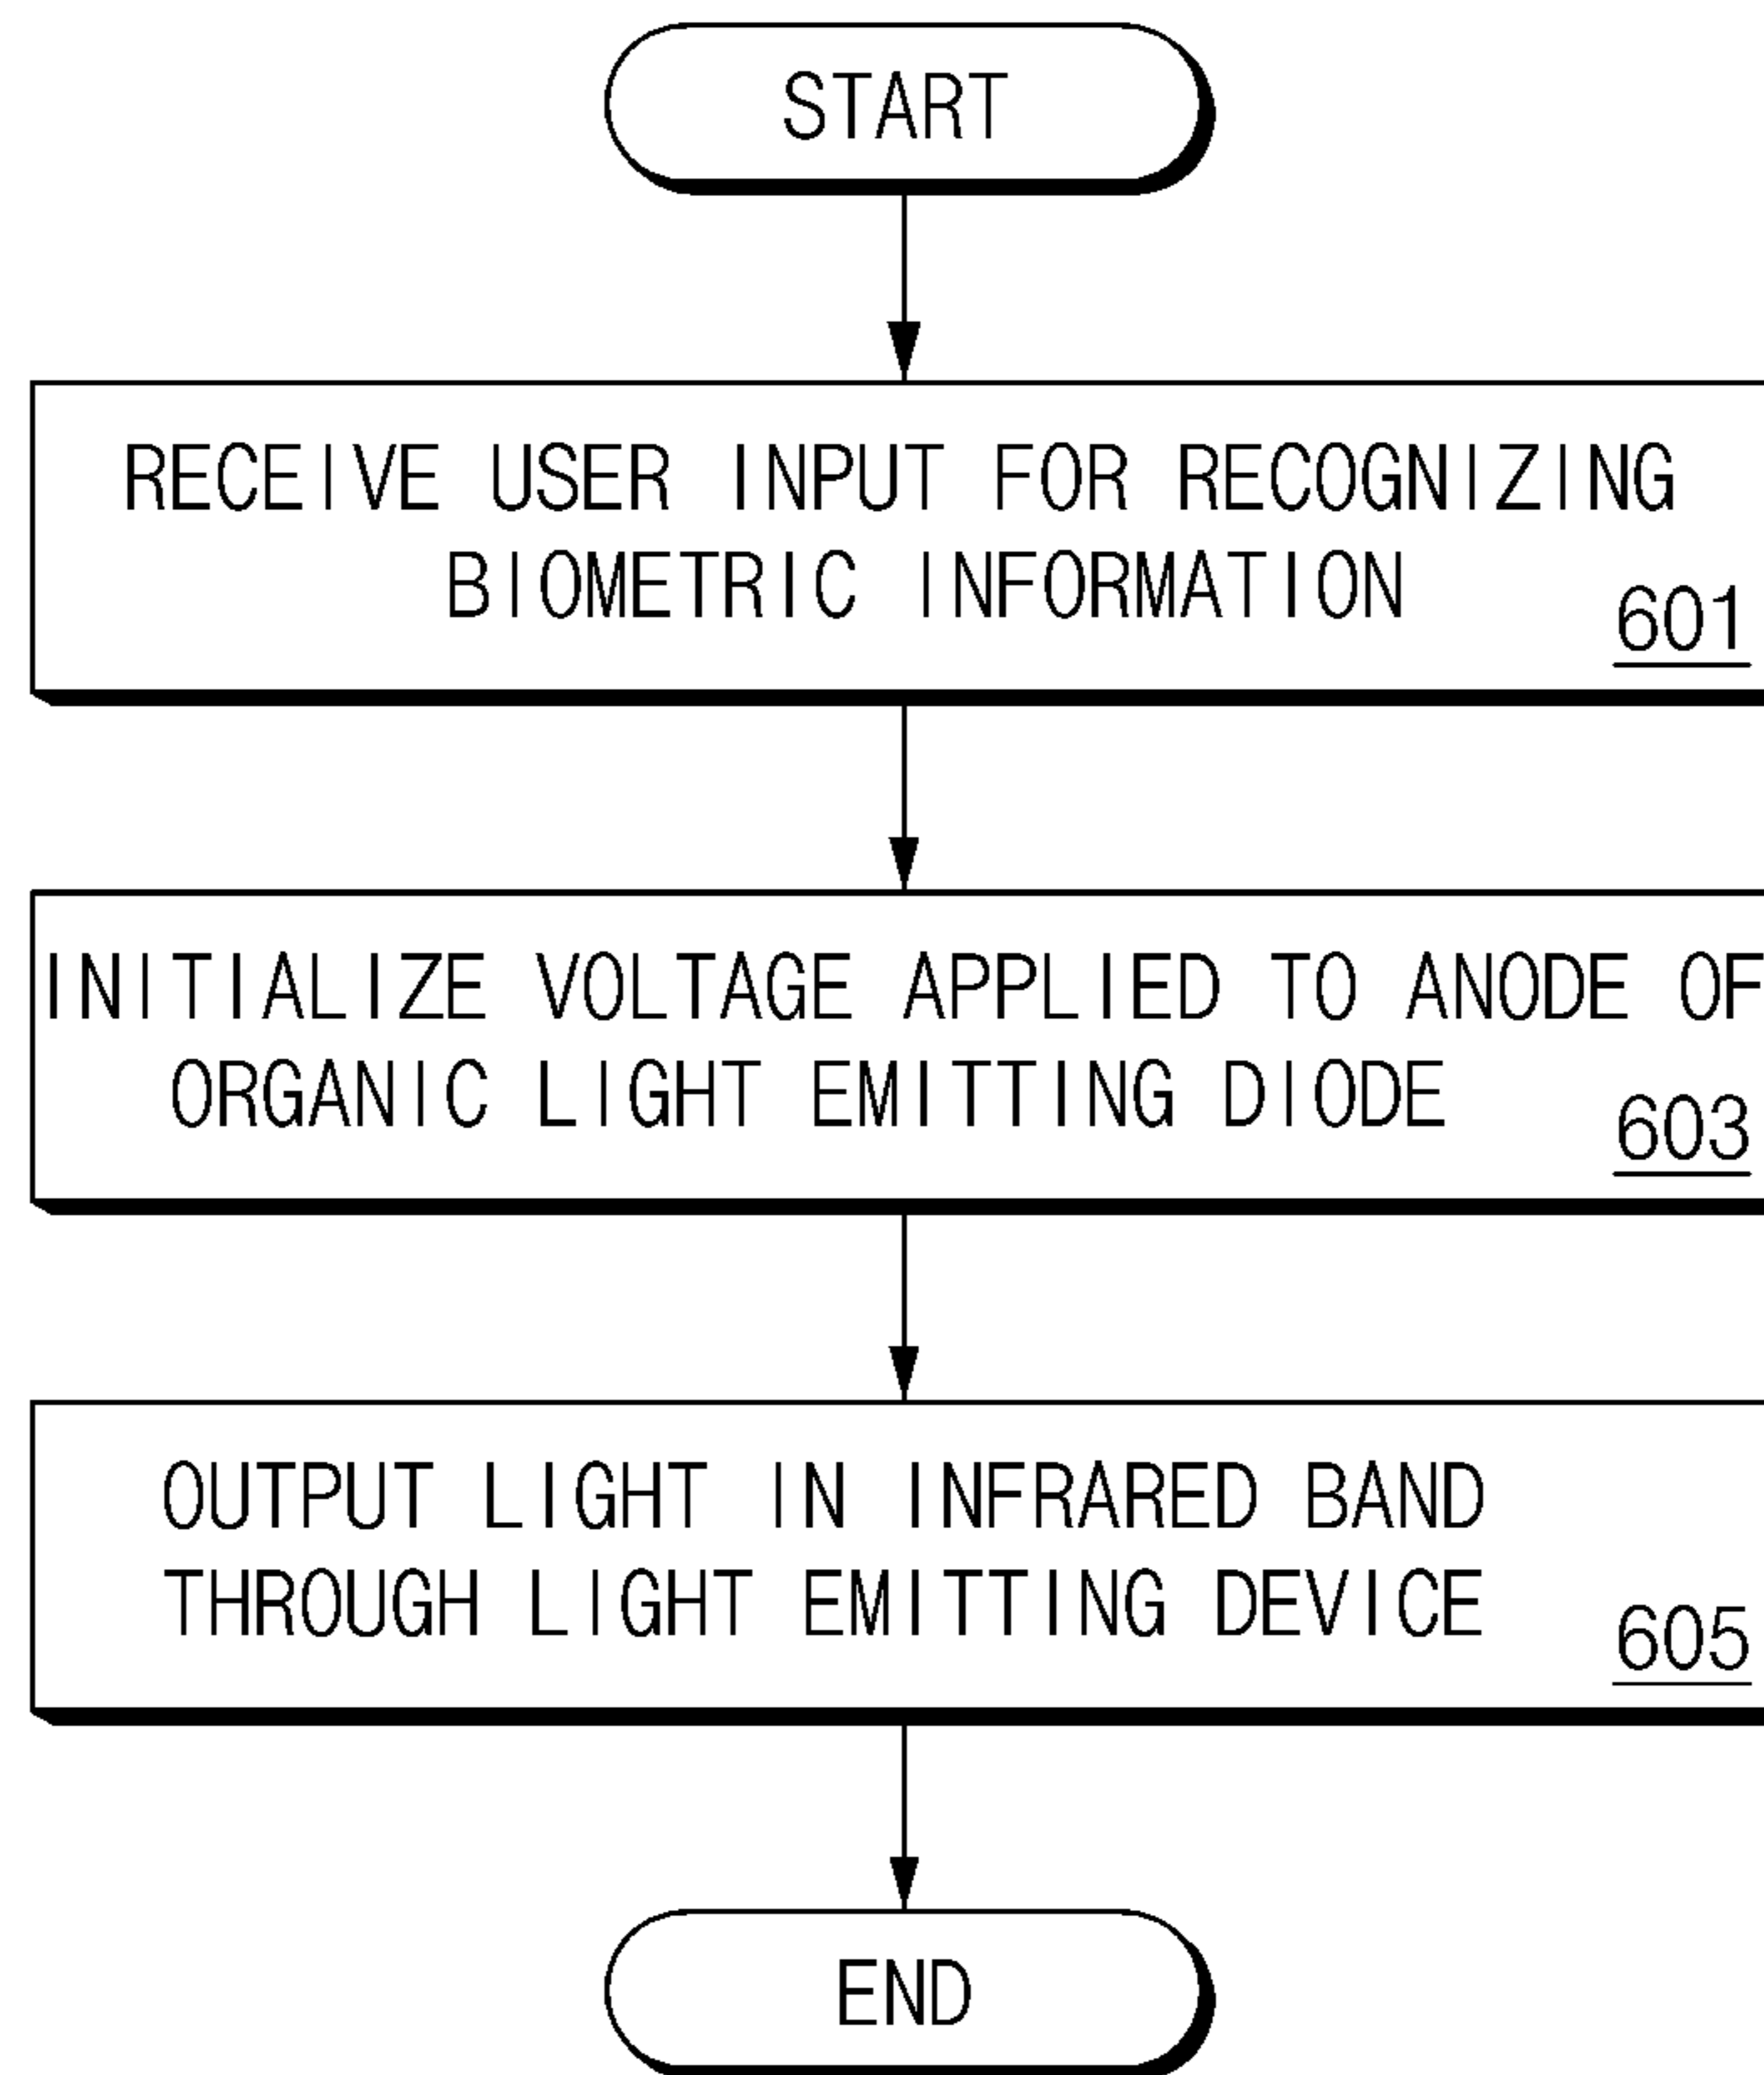 START
RECEIVE USER INPUT FOR RECOGNIZING
BIOMETRIC INFORMATION
601
INITIALIZE VOLTAGE APPLIED TO ANODE OF
ORGANIC LIGHT EMITTING DIODE
603
OUTPUT LIGHT IN INFRARED BAND
THROUGH LIGHT EMITTING DEVICE
605
END